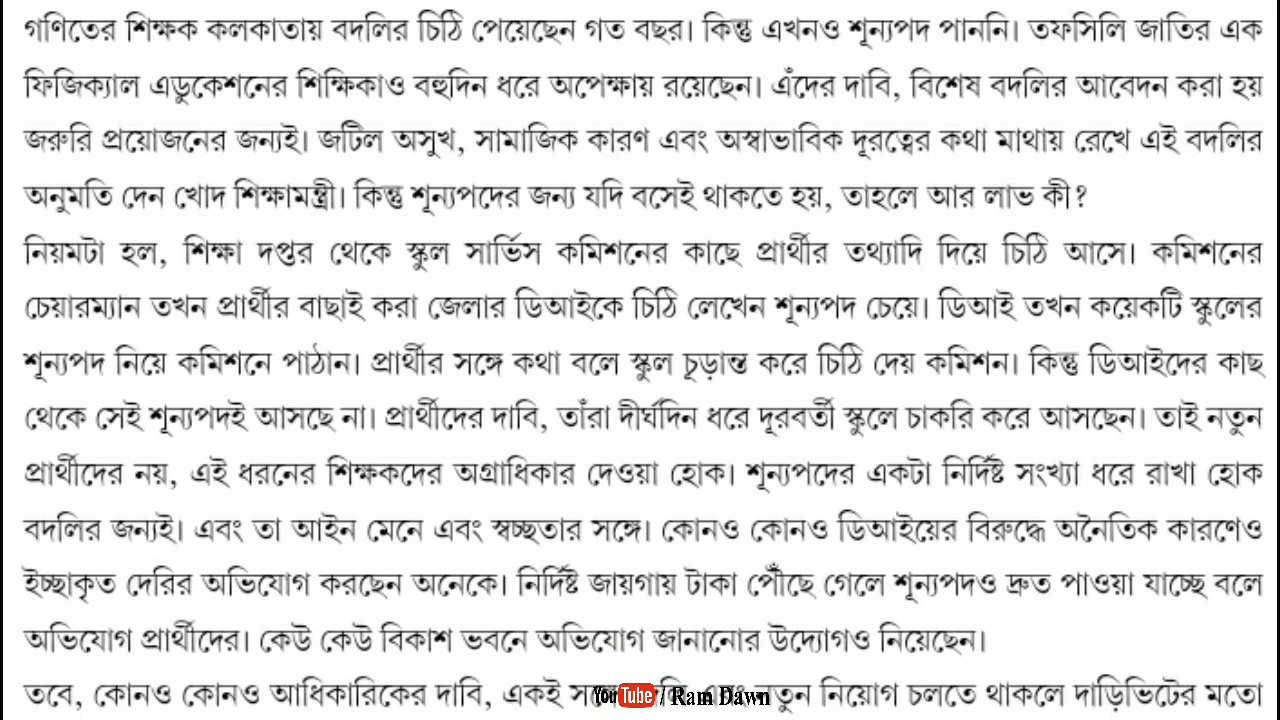 গণিতের শিক্ষক কলকাতায় বদলির চিঠি পেয়েছেন গত বছর। কিন্তু এখনও শূন্যপদ পাননি। তফসিলি জাতির এক
ফিজিক্যাল এডুকেশনের শিক্ষিকাও বহুদিন ধরে অপেক্ষায় রয়েছেন। এঁদের দাবি, বিশেষ বদলির আবেদন করা হয়
জরুরি প্রয়োজনের জন্যই। জটিল অসুখ, সামাজিক কারণ এবং অস্বাভাবিক দূরত্বের কথা মাথায় রেখে এই বদলির
অনুমতি দেন খোদ শিক্ষামন্ত্রী। কিন্তু শূন্যপদের জন্য যদি বসেই থাকতে হয়, তাহলে আর লাভ কী?
নিয়মটা হল, শিক্ষা দপ্তর থেকে স্কুল সার্ভিস কমিশনের কাছে প্রার্থীর তথ্যাদি দিয়ে চিঠি আসে। কমিশনের
চেয়ারম্যান তখন প্রার্থীর বাছাই করা জেলার ডিআইকে চিঠি লেখেন শূন্যপদ চেয়ে। ডিআই তখন কয়েকটি স্কুলের
শূন্যপদ নিয়ে কমিশনে পাঠান। প্রার্থীর সঙ্গে কথা বলে স্কুল চূড়ান্ত করে চিঠি দেয় কমিশন। কিন্তু ডিআইদের কাছ
থেকে সেই শূন্যপদই আসছে না। প্রার্থীদের দাবি, তাঁরা দীর্ঘদিন ধরে দূরবর্তী স্কুলে চাকরি করে আসছেন। তাই নতুন
প্রার্থীদের নয়, এই ধরনের শিক্ষকদের অগ্রাধিকার দেওয়া হোক। শূন্যপদের একটা নির্দিষ্ট সংখ্যা ধরে রাখা হোক
বদলির জন্যই। এবং তা আইন মেনে এবং স্বচ্ছতার সঙ্গে। কোনও কোনও ডিআইয়ের বিরুদ্ধে অনৈতিক কারণেও
ইচ্ছাকৃত দেরির অভিযোগ করছেন অনেকে। নির্দিষ্ট জায়গায় টাকা পৌঁছে গেলে শূন্যপদও দ্রুত পাওয়া যাচ্ছে বলে
অভিযোগ প্রার্থীদের। কেউ কেউ বিকাশ ভবনে অভিযোগ জানানোর উদ্যোগও নিয়েছেন।
তবে, কোনও কোনও আধিকারিকের দাবি, একই নতুন নিয়োগ চলতে থাকলে দাড়িভিটের মতো
YouTube / Ram Dawn